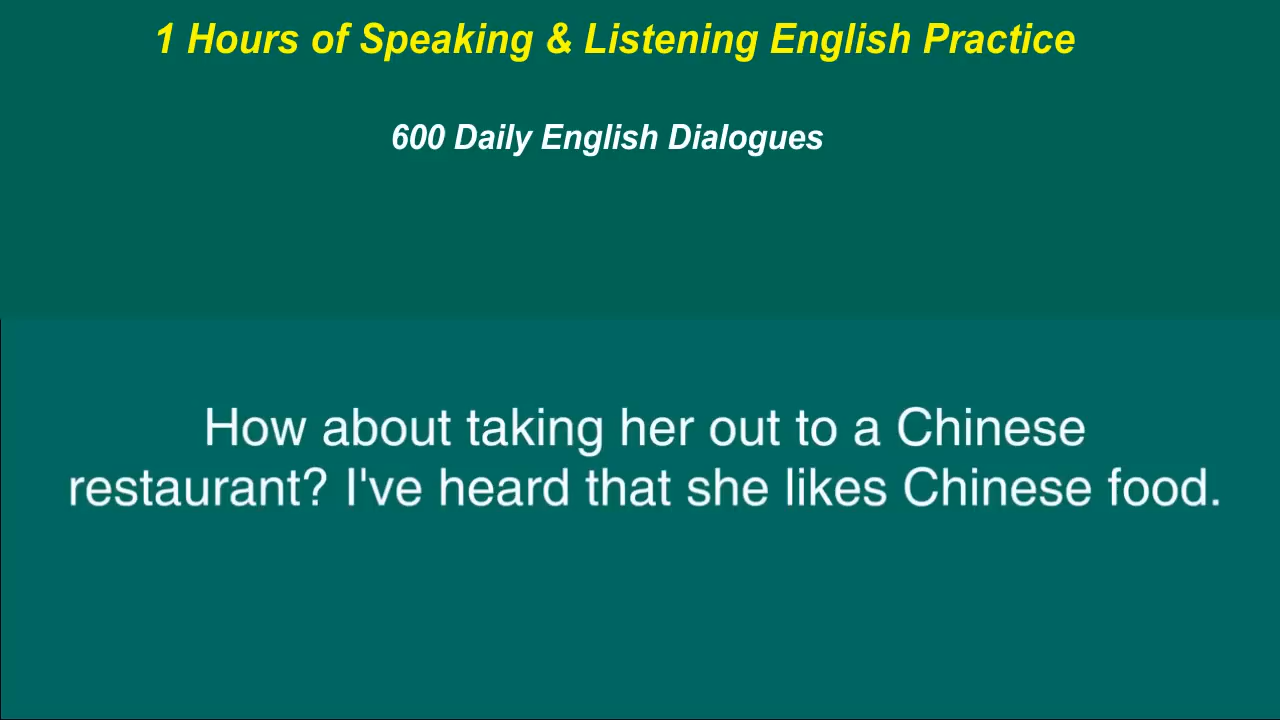 1 Hours of Speaking & Listening English Practice
600 Daily English Dialogues
How about taking her out to a Chinese
restaurant? I've heard that she likes Chinese food.